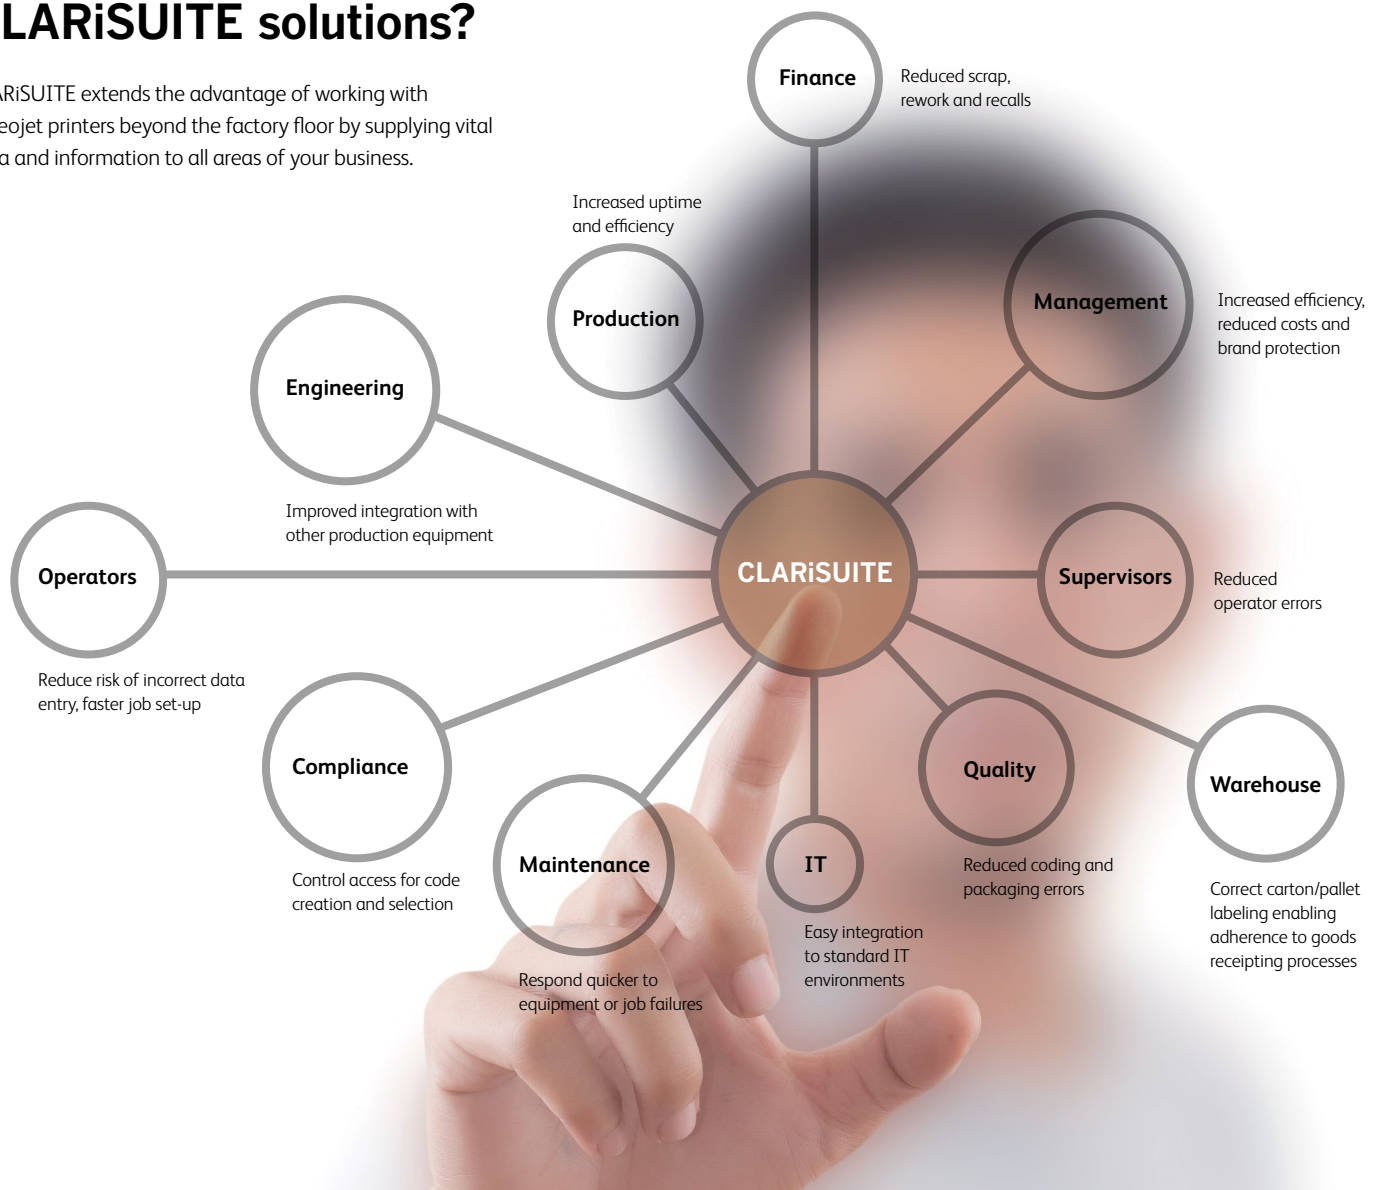 LARiSUITE solutions?
ARiSUITE extends the advantage of working with
eojet printers beyond the factory floor by supplying vital
a and information to all areas of your business.
Finance
Reduced scrap,
rework and recalls
Increased uptime
and efficiency
Production
Management
Increased efficiency,
reduced costs and
brand protection
Engineering
Improved integration with
other production equipment
Operators
Reduce risk of incorrect data
entry, faster job set-up
CLARiSUITE
Supervisors
Reduced
operator errors
Compliance
Control access for code
creation and selection
Maintenance
Respond quicker to
equipment or job failures
IT
Easy integration
to standard IT
environments
Quality
Reduced coding and
packaging errors
Warehouse
Correct carton/pallet
labeling enabling
adherence to goods
receipting processes